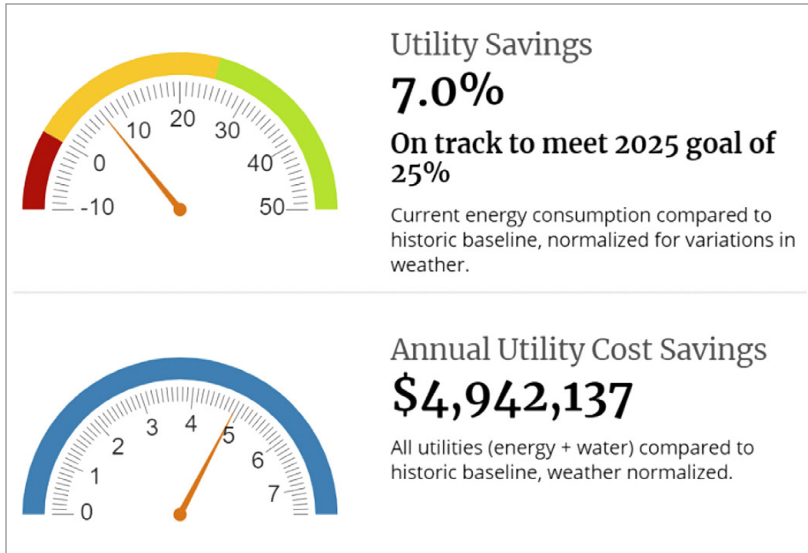 Utility Savings
7.0%
On track to meet 2025 goal of
25%
Current energy consumption compared to
historic baseline, normalized for variations in
weather.
-10
0
10
20
30
40
50
Annual Utility Cost Savings
$4,942,137
All utilities (energy + water) compared to
historic baseline, weather normalized.
0
1
2
3
4
5
6
7